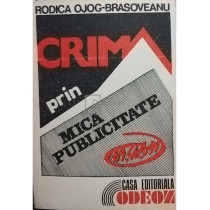 RODICA OJOG-BRASOVEANU
CRIMA
prin
MICA
PUBLICITATE
CASA EDITORIALA
ODEON